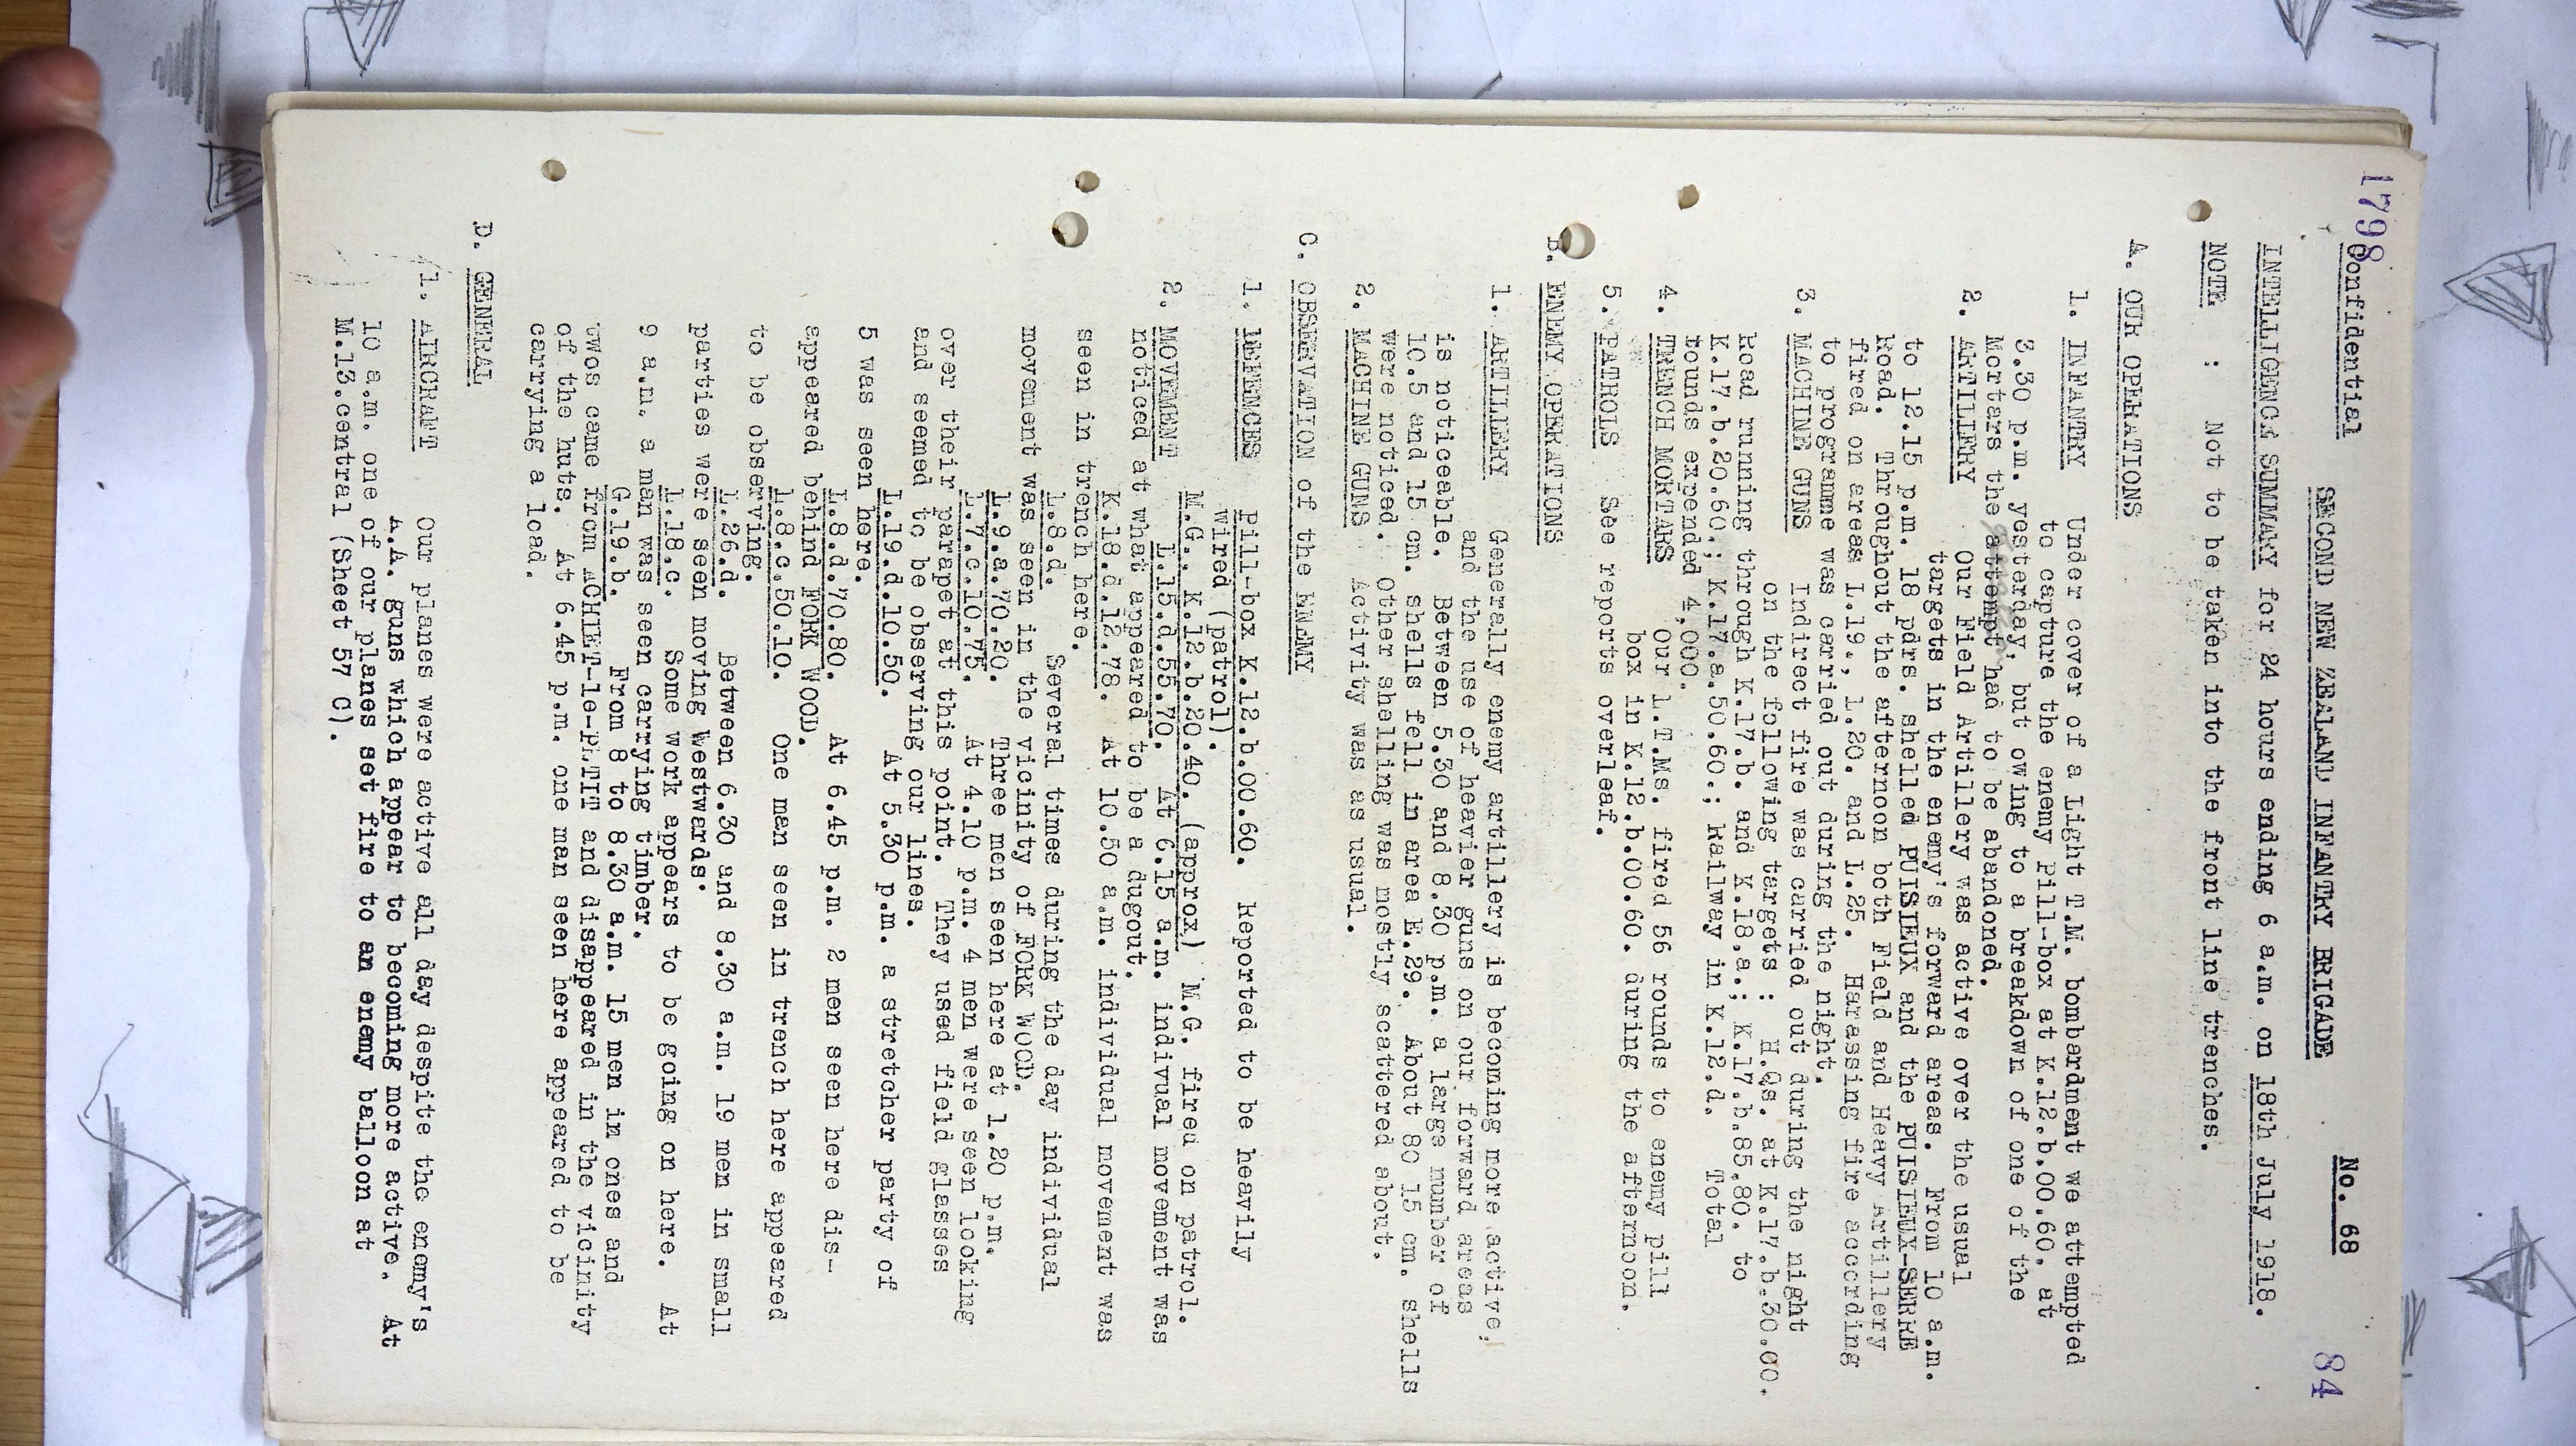 1798
84
Confidential
No. 68
SECOND NEW ZEALAND INFANTRY BRIGADE
INTELLIGENCE SUMMARY for 24 hours ending 6 a.m. on 18th July 1918.
NOTE : Not to be taken into the front line trenches.
A. OUR OPERATIONS
1. INFANTRY Under cover of a Light T.M. bombardment we attempted
to capture the enemy Pill-box at K.12.b.00.60. at
3.30 p.m. yesterday, but owing to a breakdown of one of the
Mortars the attempt had to be abandoned.
2. ARTILLERY Our Field Artillery was active over the usual
targets in the enemy's forward areas. From 10 a.m.
to 12.15 p.m. 18 pdrs. shelled PUISIEUX and the PUISIEUX-SERRE
Road. Throughout the afternoon both Field and Heavy Artillery
fired on areas L.19., L.20. and L.25. Harassing fire according
to programme was carried out during the night.
3. MACHINE GUNS Indirect fire was carried out during the night
on the following targets : H.Qs. at K.17.b.30.00.
Road running through K.17.b. and K.18.a.; K.17.b.85.80. to
K.17.b.20.60.; K.17.a.50.60.; Railway in K.12.d. Total
rounds expended 4,000.
4. TRENCH MORTARS Our L.T.Ms. fired 56 rounds to enemy pill
box in K.12.b.00.60. during the afternoon.
5. PATROLS See reports overleaf.
B. ENEMY OPERATIONS
1. ARTILLERY Generally enemy artillery is becoming more active,
and the use of heavier guns on our forward areas
is noticeable. Between 5.30 and 8.30 p.m. a large number of
10.5 and 15 cm. shells fell in area E.29. About 80 15 cm. shells
were noticed. Other shelling was mostly scattered about.
2. MACHINE GUNS Activity was as usual.
C. OBSERVATION of the ENEMY
1. DEFENCES Pill-box K.12.b.00.60. Reported to be heavily
wired (patrol).
M.G. K.12.b.20.40. (approx) M.G. fired on patrol.
2. MOVEMENT L.15.d.55.70. At 6.15 a.m. indivual movement was
noticed at what appeared to be a dugout.
K.18.d.12.78. At 10.50 a.m. individual movement was
seen in trench here.
L.8.d. Several times during the day individual
movement was seen in the vicinity of FORK WOOD.
L.9.a.70.20. Three men seen here at 1.20 p.m.
L.7.c.10.75. At 4.10 p.m. 4 men were seen looking
over their parapet at this point. They used field glasses
and seemed to be observing our lines.
L.19.d.10.50. At 5.30 p.m. a stretcher party of
5 was seen here.
L.8.d.70.80. At 6.45 p.m. 2 men seen here dis-
appeared behind FORK WOOD.
L.8.c.50.10. One man seen in trench here appeared
to be observing.
L.26.d. Between 6.30 and 8.30 a.m. 19 men in small
parties were seen moving Westwards.
L.18.c. Some work appears to be going on here. At
9 a.m. a man was seen carrying timber.
G.19.b. From 8 to 8.30 a.m. 15 men in ones and
twos came from ACHIET-le-PETIT and disappeared in the vicinity
of the huts. At 6.45 p.m. one man seen here appeared to be
carrying a load.
D. GENERAL
1. AIRCRAFT Our planes were active all day despite the enemy's
A.A. guns which appear to becoming more active. At
10 a.m. one of our planes set fire to an enemy balloon at
M.13.central (Sheet 57 C).